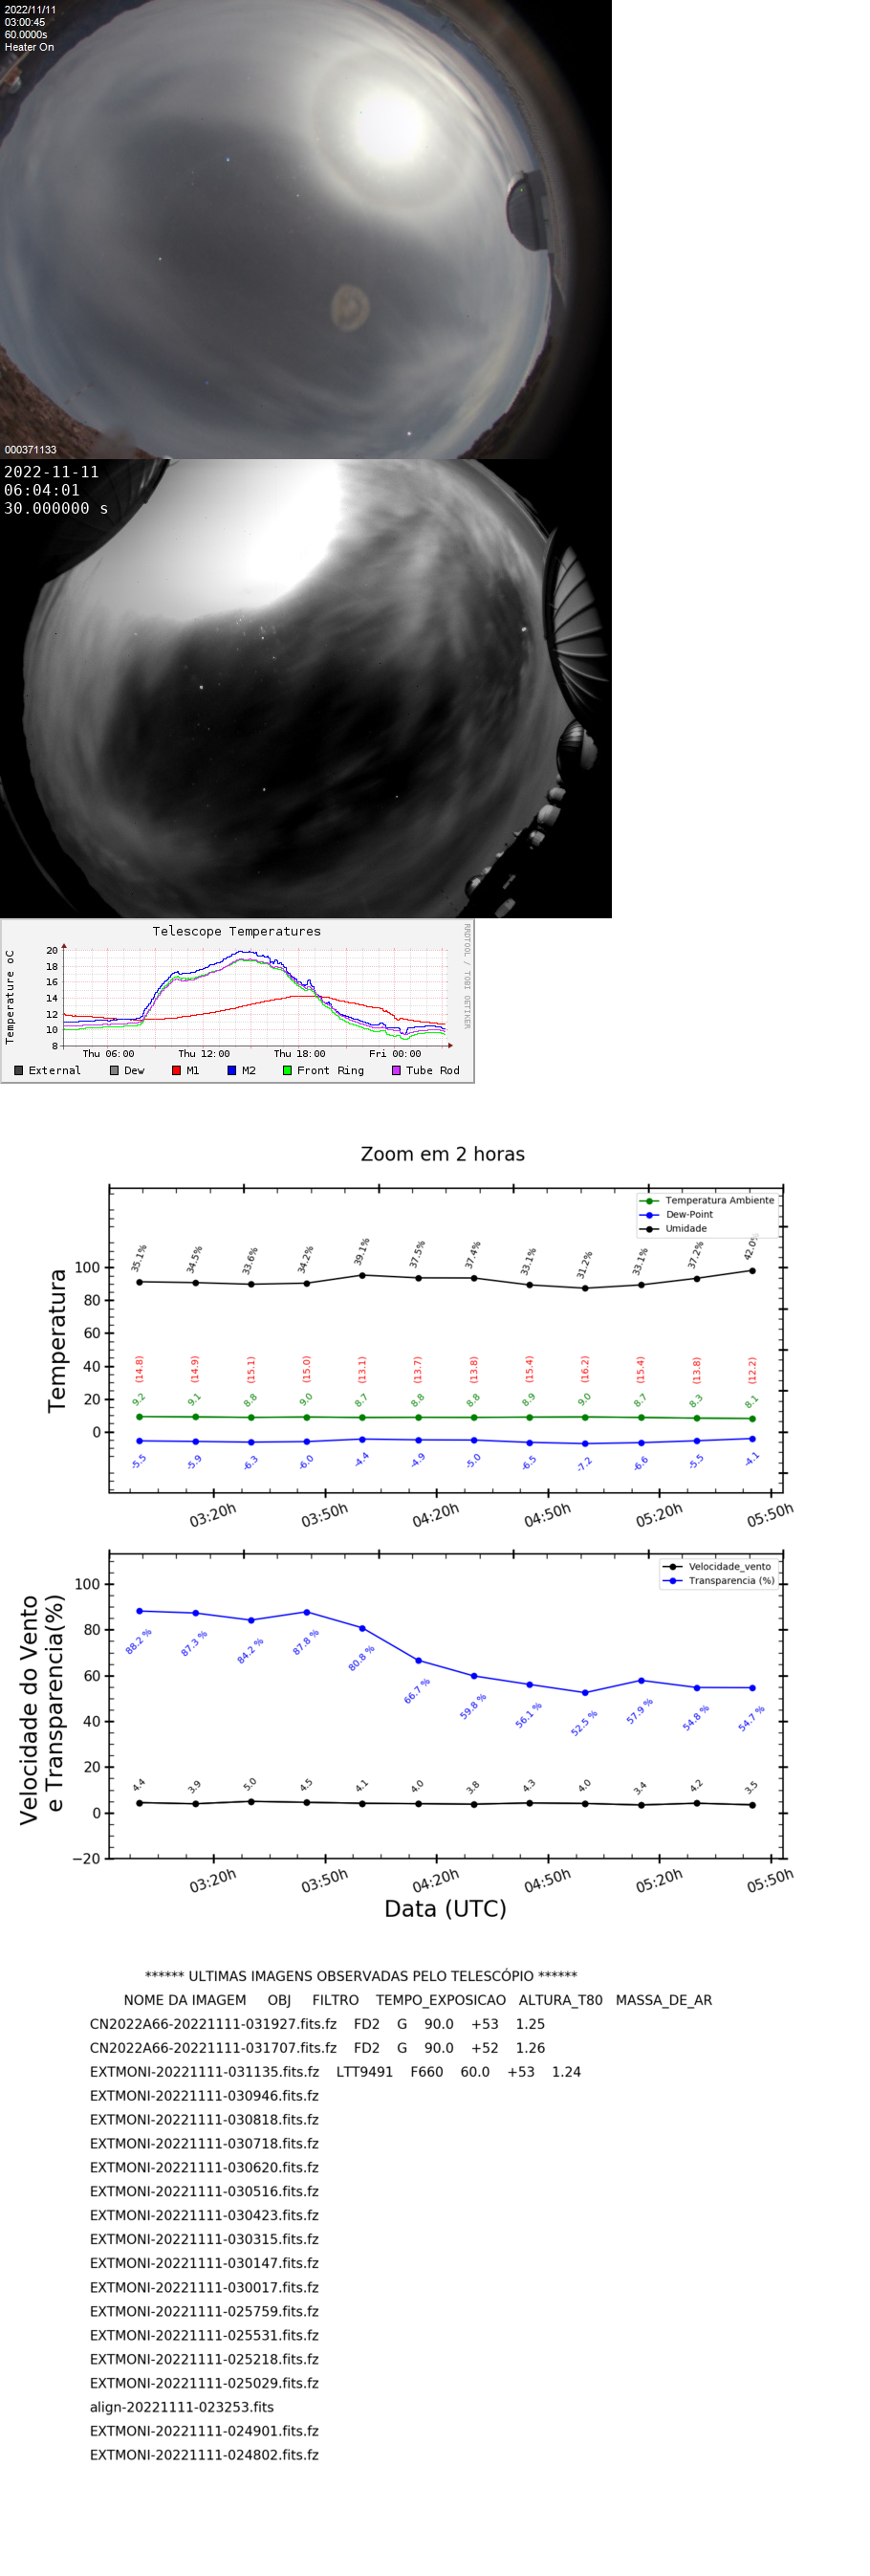 2022/11/11
03:00:45
60.0000s
Heater On
000371133
2022-11-11
06:04:01
30.000000 s
Telescope Temperatures
RRDTOOL / TOBI OETIKER
Temperature oC
20
18
16
14
12
10
8
Thu 06:00 Thu 12:00 Thu 18:00 Fri 00:00
External Dew M1 M2 Front Ring Tube Rod
Zoom em 2 horas
Temperatura Ambiente
Dew-Point
Umidade
Temperatura
100
80
60
40
20
0
35.1% 34.5% 33.6% 34.2% 39.1% 37.5% 37.4% 33.1% 31.2% 33.1% 37.2% 42.0%
(14.8) (14.9) (15.1) (15.0) (13.1) (13.7) (13.8) (15.4) (16.2) (15.4) (13.8) (12.2)
9.2 9.1 8.8 9.0 8.7 8.8 8.8 8.9 9.0 8.7 8.3 8.1
-5.5 -5.9 -6.3 -6.0 -4.4 -4.9 -5.0 -6.5 -7.2 -6.6 -5.5 -4.1
03:20h 03:50h 04:20h 04:50h 05:20h 05:50h
Velocidade_vento
Transparencia (%)
Velocidade do Vento
e Transparencia(%)
100
80
60
40
20
0
−20
88.2 % 87.3 % 84.2 % 87.8 % 80.8 % 66.7 % 59.8 % 56.1 % 52.5 % 57.9 % 54.8 % 54.7 %
4.4 3.9 5.0 4.5 4.1 4.0 3.8 4.3 4.0 3.4 4.2 3.5
03:20h 03:50h 04:20h 04:50h 05:20h 05:50h
Data (UTC)
****** ULTIMAS IMAGENS OBSERVADAS PELO TELESCÓPIO ******
NOME DA IMAGEM OBJ FILTRO TEMPO_EXPOSICAO ALTURA_T80 MASSA_DE_AR
CN2022A66-20221111-031927.fits.fz FD2 G 90.0 +53 1.25
CN2022A66-20221111-031707.fits.fz FD2 G 90.0 +52 1.26
EXTMONI-20221111-031135.fits.fz LTT9491 F660 60.0 +53 1.24
EXTMONI-20221111-030946.fits.fz
EXTMONI-20221111-030818.fits.fz
EXTMONI-20221111-030718.fits.fz
EXTMONI-20221111-030620.fits.fz
EXTMONI-20221111-030516.fits.fz
EXTMONI-20221111-030423.fits.fz
EXTMONI-20221111-030315.fits.fz
EXTMONI-20221111-030147.fits.fz
EXTMONI-20221111-030017.fits.fz
EXTMONI-20221111-025759.fits.fz
EXTMONI-20221111-025531.fits.fz
EXTMONI-20221111-025218.fits.fz
EXTMONI-20221111-025029.fits.fz
align-20221111-023253.fits
EXTMONI-20221111-024901.fits.fz
EXTMONI-20221111-024802.fits.fz